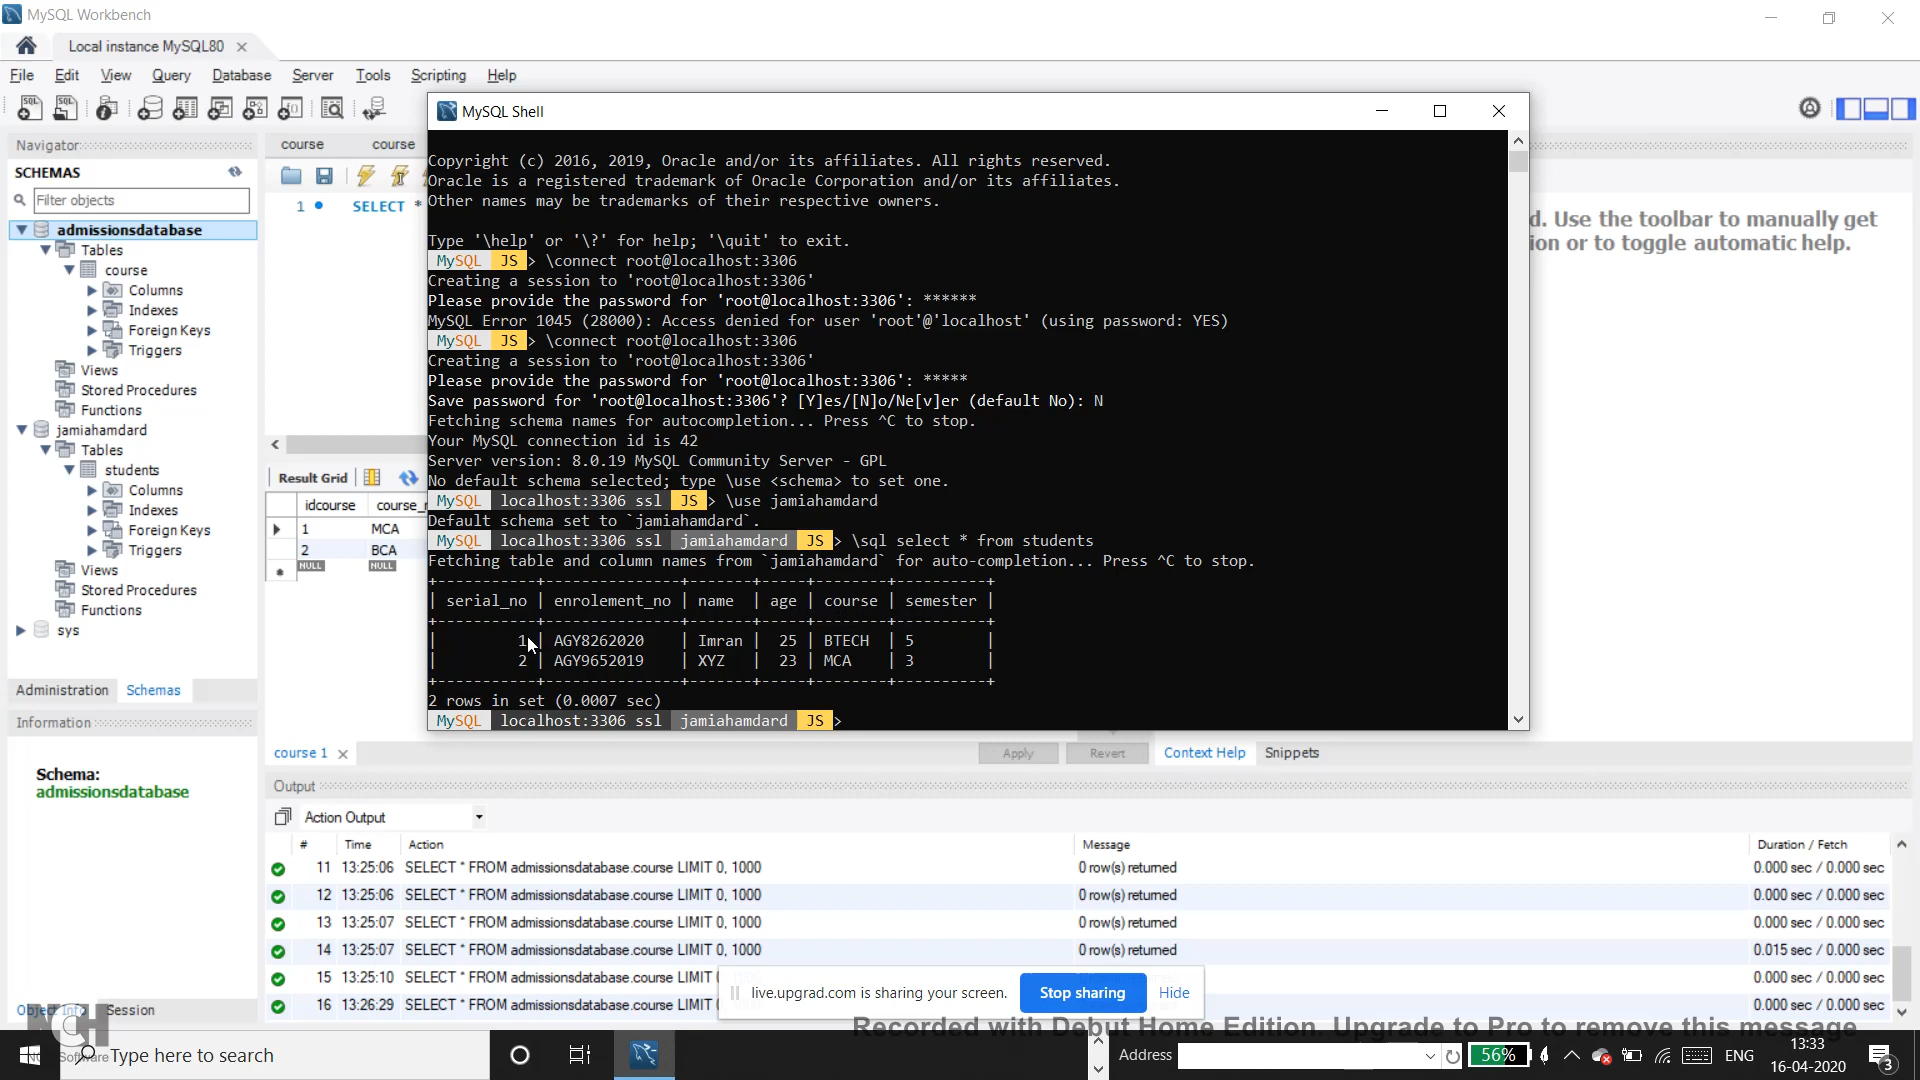 MySQL Workbench
Local instance MySQL80
File Edit View Query Database Server Tools Scripting Help
MySQL Shell
Navigator
SCHEMAS
Filter objects
admissionsdatabase
Tables
course
Columns
Indexes
Foreign Keys
Triggers
Views
Stored Procedures
Functions
jamiahamdard
Tables
students
Columns
Indexes
Foreign Keys
Triggers
Views
Stored Procedures
Functions
sys
Administration Schemas
Information
Schema:
admissionsdatabase
Session
course course
1 SELECT *
Result Grid
idcourse
1 MCA
2 BCA
NULL NULL
Copyright (c) 2016, 2019, Oracle and/or its affiliates. All rights reserved.
Oracle is a registered trademark of Oracle Corporation and/or its affiliates.
Other names may be trademarks of their respective owners.
Type '\help' or '\?' for help; '\quit' to exit.
MySQL JS > \connect root@localhost:3306
Creating a session to 'root@localhost:3306'
Please provide the password for 'root@localhost:3306': ******
MySQL Error 1045 (28000): Access denied for user 'root'@'localhost' (using password: YES)
MySQL JS > \connect root@localhost:3306
Creating a session to 'root@localhost:3306'
Please provide the password for 'root@localhost:3306': *****
Save password for 'root@localhost:3306'? [Y]es/[N]o/Ne[v]er (default No): N
Fetching schema names for autocompletion... Press ^C to stop.
Your MySQL connection id is 42
Server version: 8.0.19 MySQL Community Server - GPL
No default schema selected; type \use <schema> to set one.
MySQL localhost:3306 ssl JS > \use jamiahamdard
Default schema set to `jamiahamdard`.
MySQL localhost:3306 ssl jamiahamdard JS > \sql select * from students
Fetching table and column names from `jamiahamdard` for auto-completion... Press ^C to stop.
| serial_no | enrolement_no | name | age | course | semester |
| 1 | AGY8262020 | Imran | 25 | BTECH | 5 |
| 2 | AGY9652019 | XYZ | 23 | MCA | 3 |
2 rows in set (0.0007 sec)
MySQL localhost:3306 ssl jamiahamdard JS >
d. Use the toolbar to manually get
ion or to toggle automatic help.
course 1
Apply Revert Context Help Snippets
Output
Action Output
# Time Action Message Duration / Fetch
11 13:25:06 SELECT * FROM admissionsdatabase.course LIMIT 0, 1000 0 row(s) returned 0.000 sec / 0.000 sec
12 13:25:06 SELECT * FROM admissionsdatabase.course LIMIT 0, 1000 0 row(s) returned 0.000 sec / 0.000 sec
13 13:25:07 SELECT * FROM admissionsdatabase.course LIMIT 0, 1000 0 row(s) returned 0.000 sec / 0.000 sec
14 13:25:07 SELECT * FROM admissionsdatabase.course LIMIT 0, 1000 0 row(s) returned 0.015 sec / 0.000 sec
15 13:25:10 SELECT * FROM admissionsdatabase.course LIMIT 0.000 sec / 0.000 sec
16 13:26:29 SELECT * FROM admissionsdatabase.course LIMIT 0.000 sec / 0.000 sec
live.upgrad.com is sharing your screen. Stop sharing Hide
Recorded with Debut Home Edition. Upgrade to Pro to remove this message
NCH
Software
Type here to search
Address
56%
ENG
13:33
16-04-2020
3